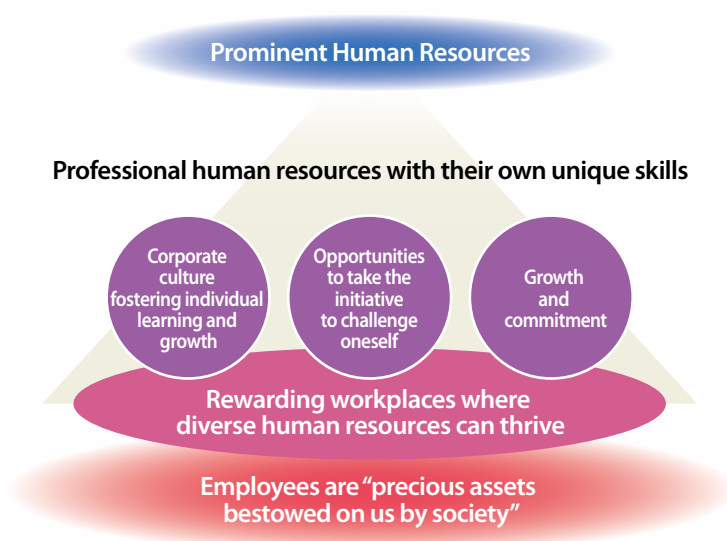 Prominent Human Resources
Professional human resources with their own unique skills
Corporate
culture
fostering individual
learning and
growth
Opportunities
to take the
initiative
to challenge
oneself
Growth
and
commitment
Rewarding workplaces where
diverse human resources can thrive
Employees are “precious assets
bestowed on us by society”